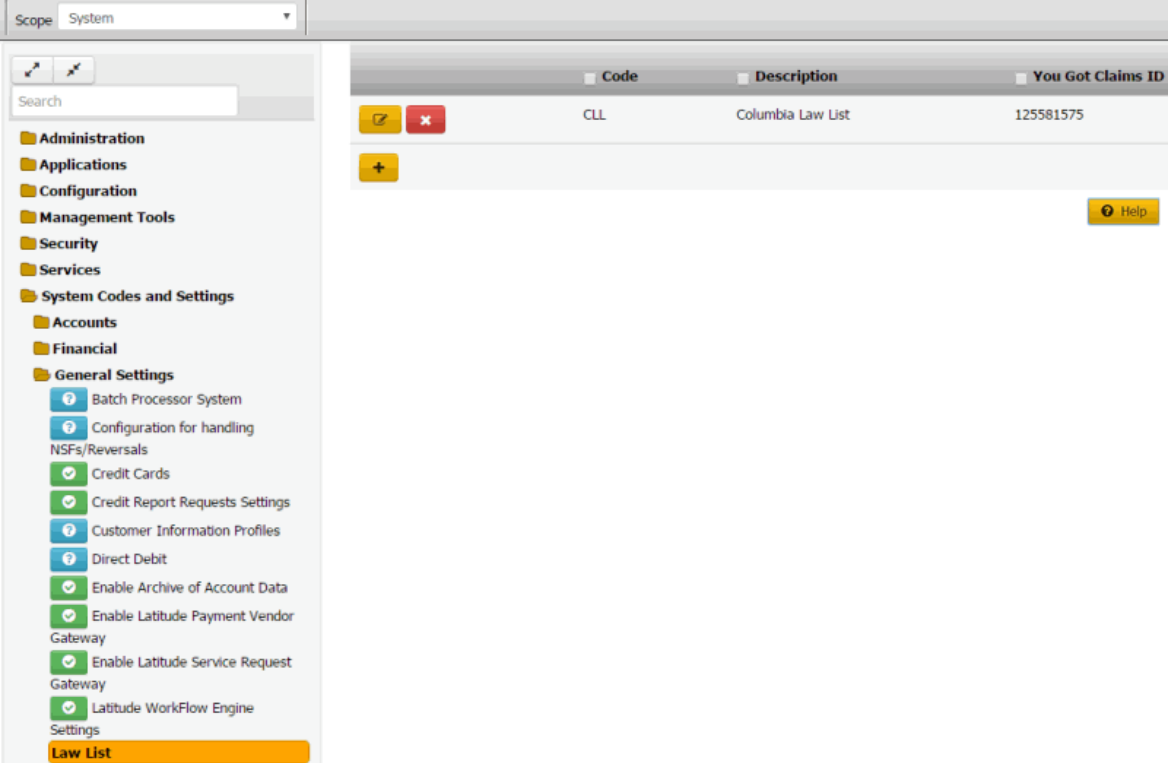 Scope System
Search
Administration
Applications
Configuration
Management Tools
Security
Services
System Codes and Settings
Accounts
Financial
General Settings
Batch Processor System
Configuration for handling
NSFs/Reversals
Credit Cards
Credit Report Requests Settings
Customer Information Profiles
Direct Debit
Enable Archive of Account Data
Enable Latitude Payment Vendor
Gateway
Enable Latitude Service Request
Gateway
Latitude WorkFlow Engine
Settings
Law List
Code Description You Got Claims ID
CLL Columbia Law List 125581575
Help